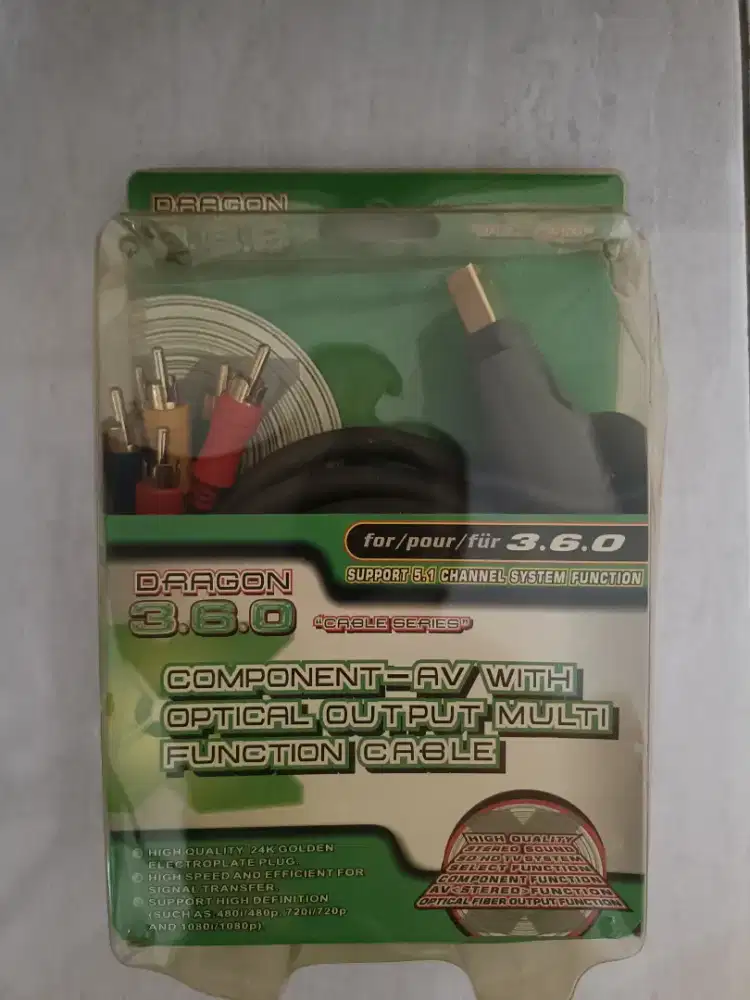 DRAGON
for/pour/für 3.6.0
SUPPORT 5.1 CHANNEL SYSTEM FUNCTION
DRAGON
3.6.0 "CABLE SERIES"
COMPONENT-AV WITH
OPTICAL OUTPUT MULTI
FUNCTION CABLE
HIGH QUALITY 24K GOLDEN
ELECTROPLATE PLUG.
HIGH SPEED AND EFFICIENT FOR
SIGNAL TRANSFER.
SUPPORT HIGH DEFINITION
(SUCH AS. 480i/480p./720i/720p
AND 1080i/1080p)
HIGH QUALITY
STEREO SOUND
SD HDTV SYSTEM
SELECT FUNCTION
COMPONENT FUNCTION
AV<STEREO>FUNCTION
OPTICAL FIBER OUTPUT FUNCTION